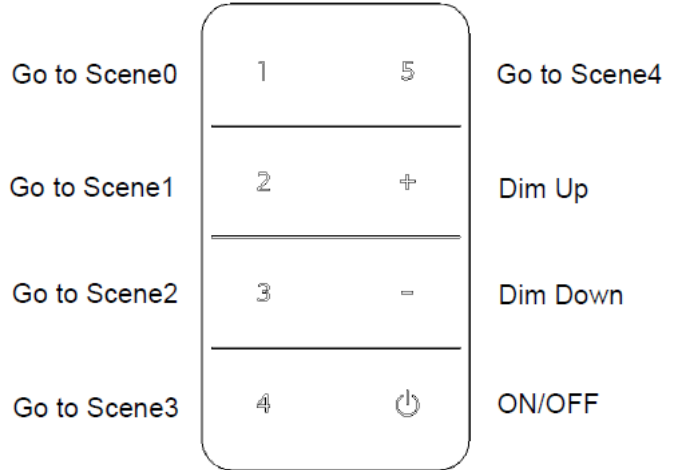 Go to Scene0 1 5 Go to Scene4
Go to Scene1 2 + Dim Up
Go to Scene2 3 - Dim Down
Go to Scene3 4 ON/OFF